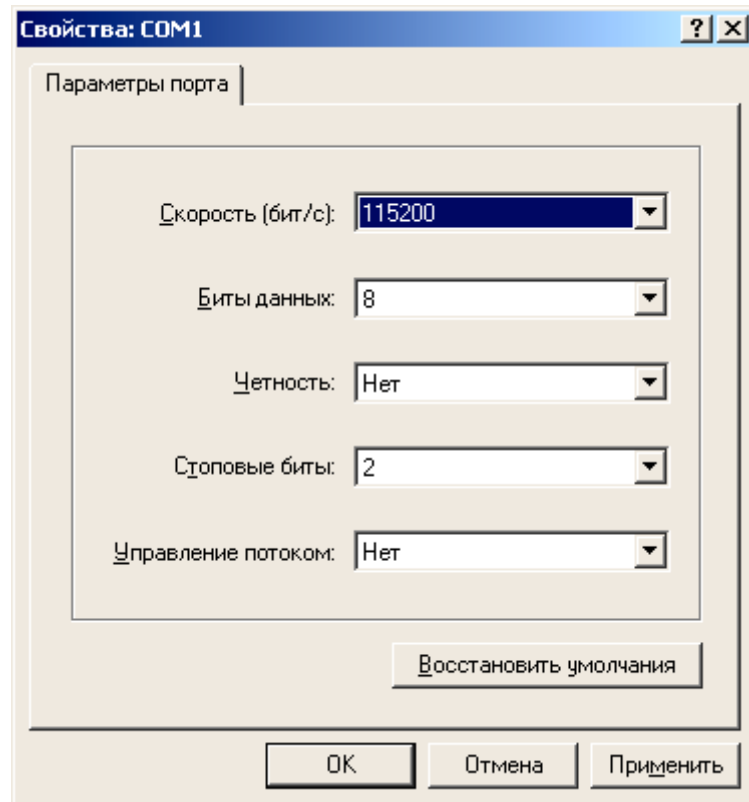 Свойства: COM1
Параметры порта
Скорость (бит/с): 115200
Биты данных: 8
Четность: Нет
Стоповые биты: 2
Управление потоком: Нет
Восстановить умолчания
OK Отмена Применить